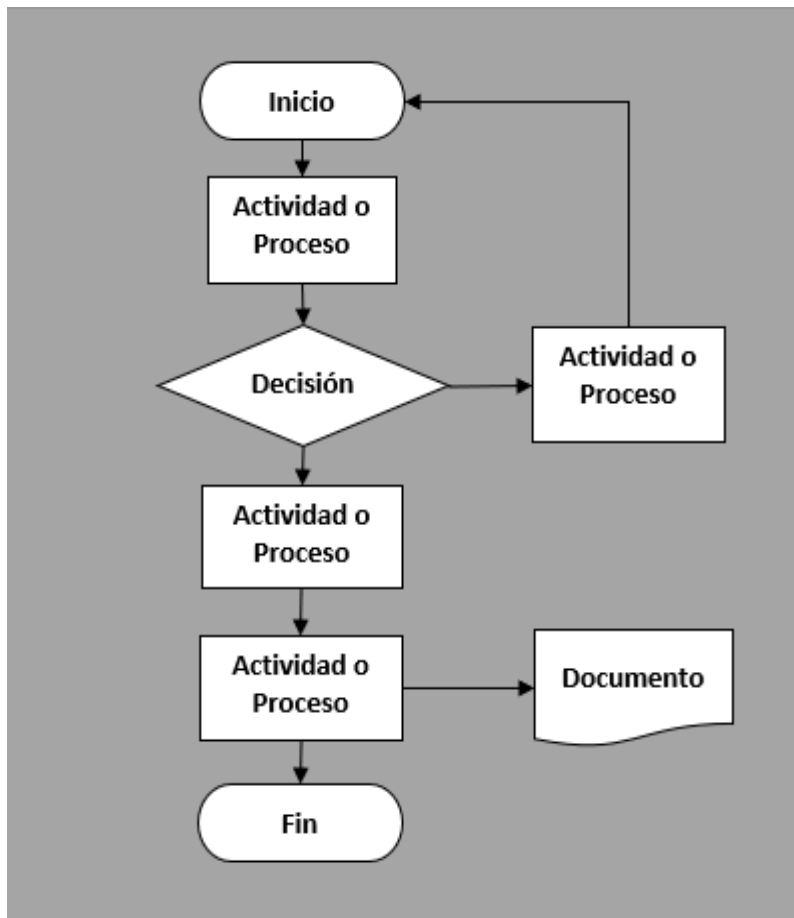 Inicio
Actividad o
Proceso
Decisión
Actividad o
Proceso
Actividad o
Proceso
Actividad o
Proceso
Documento
Fin